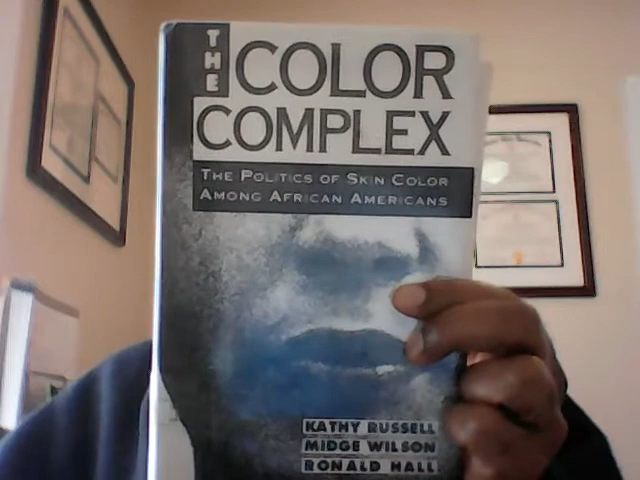 THE COLOR
COMPLEX
THE POLITICS OF SKIN COLOR
AMONG AFRICAN AMERICANS
KATHY RUSSELL
MIDGE WILSON
RONALD HALL